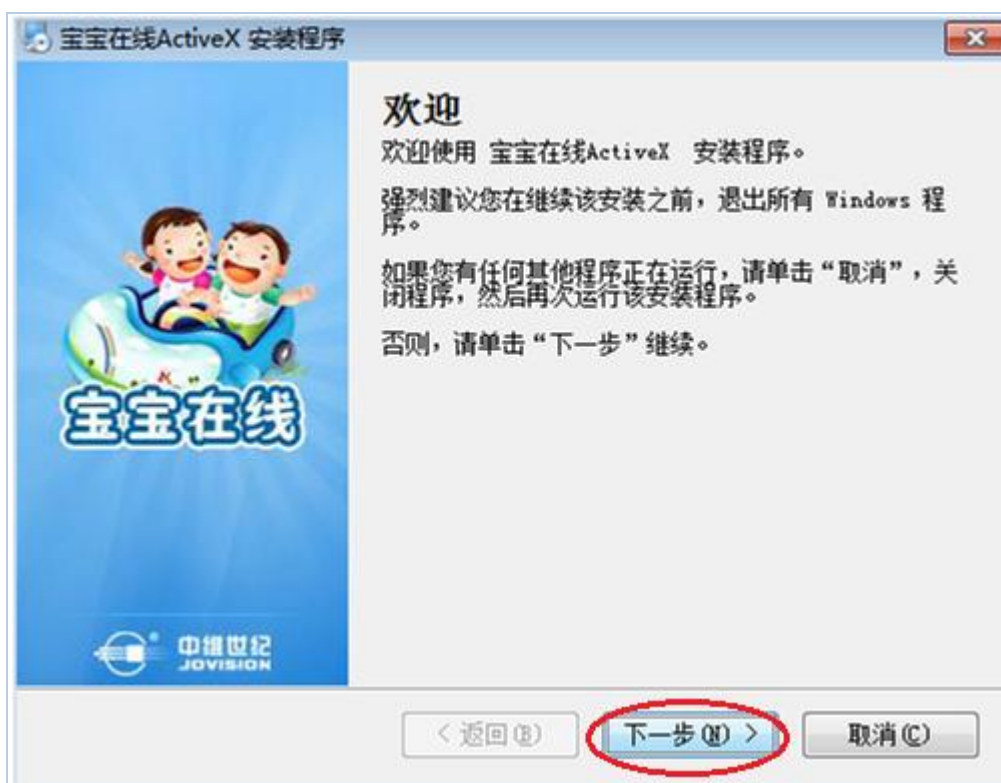 宝宝在线ActiveX 安装程序
欢迎
欢迎使用 宝宝在线ActiveX 安装程序。
强烈建议您在继续该安装之前，退出所有 Windows 程
序。
如果您有任何其他程序正在运行，请单击“取消”，关
闭程序，然后再次运行该安装程序。
否则，请单击“下一步”继续。
宝宝在线
中维世纪
JOVISION
< 返回(B)
下一步(N) >
取消(C)